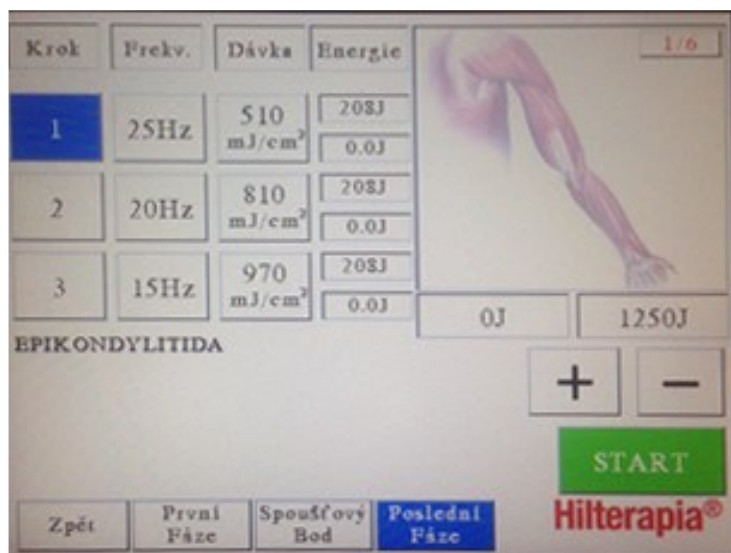 Krok Frekv. Dávka Energie 1/6
1 25Hz 510 mJ/cm² 208J
0.0J
2 20Hz 810 mJ/cm² 208J
0.0J
3 15Hz 970 mJ/cm² 208J
0.0J
0J 1250J
EPIKONDYLITIDA
+ −
START
Zpět První Fáze Spoušťový Bod Poslední Fáze
Hilterapia®